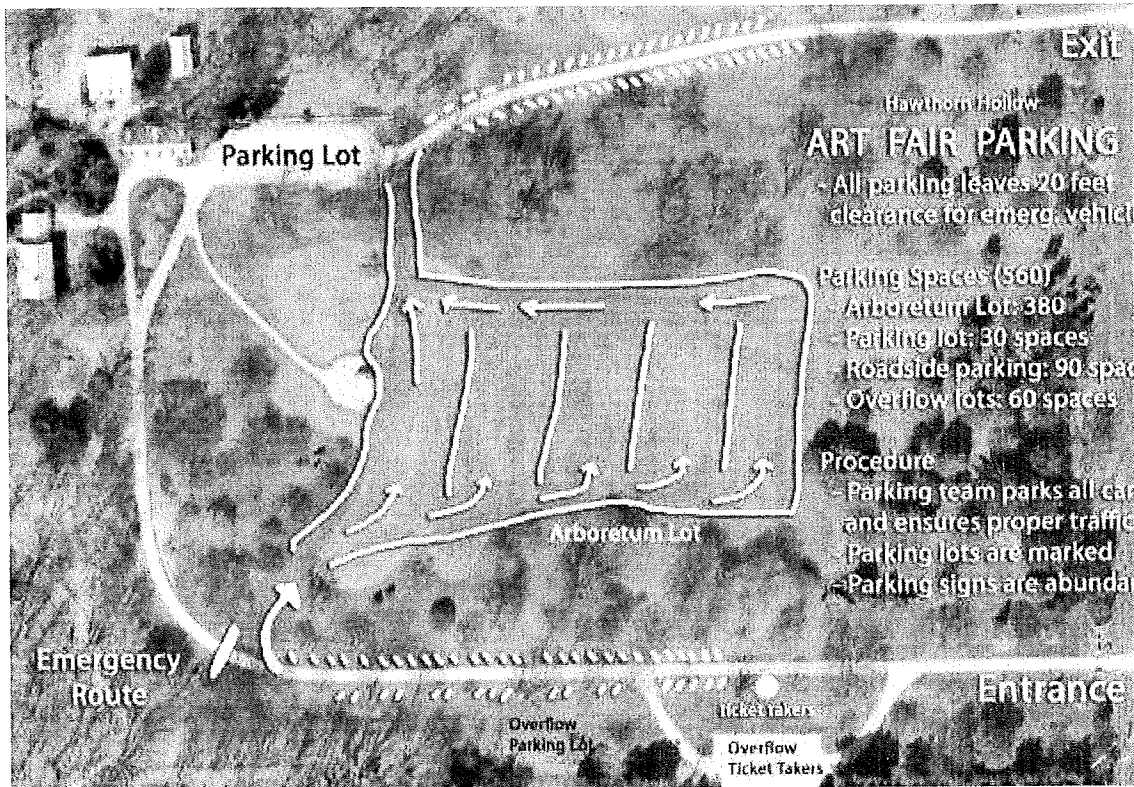 Exit
Hawthorn Hollow
ART FAIR PARKING
- All parking leaves 20 feet
clearance for emerg. vehicl
Parking Lot
Parking Spaces (560)
- Arboretum Lot: 380
- Parking lot: 30 spaces
- Roadside parking: 90 spac
- Overflow lots: 60 spaces
Procedure
- Parking team parks all car
and ensures proper traffic
- Parking lots are marked
- Parking signs are abunda
Arboretum Lot
Emergency
Route
Entrance
Ticket Takers
Overflow
Parking Lot
Overflow
Ticket Takers